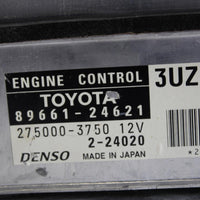 ENGINE CONTROL 3UZ
TOYOTA
89661-24621
275000-3750 12V
2-24020
DENSO MADE IN JAPAN